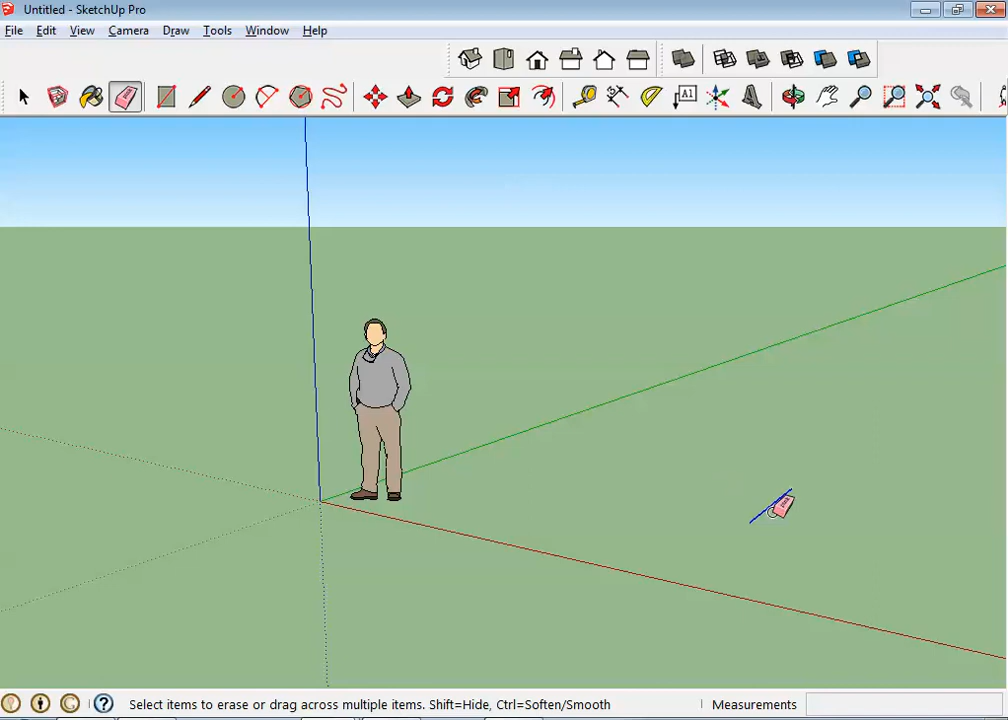 Untitled - SketchUp Pro
File Edit View Camera Draw Tools Window Help
A1
Select items to erase or drag across multiple items. Shift=Hide, Ctrl=Soften/Smooth Measurements